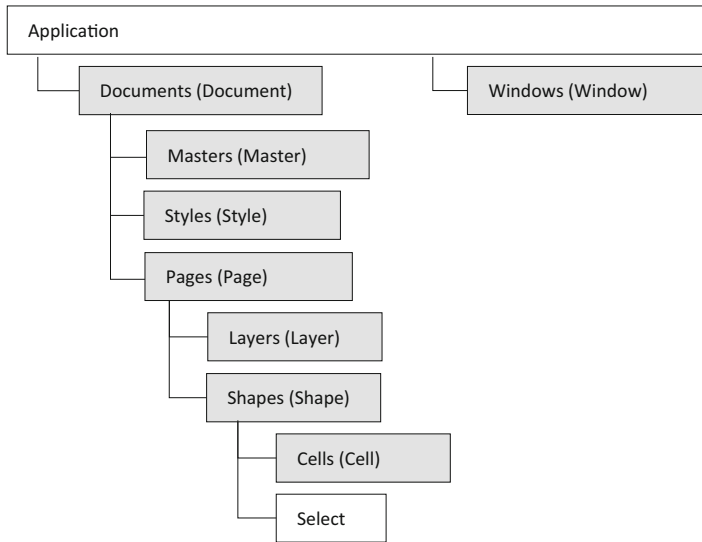 Application
Documents (Document)
Windows (Window)
Masters (Master)
Styles (Style)
Pages (Page)
Layers (Layer)
Shapes (Shape)
Cells (Cell)
Select